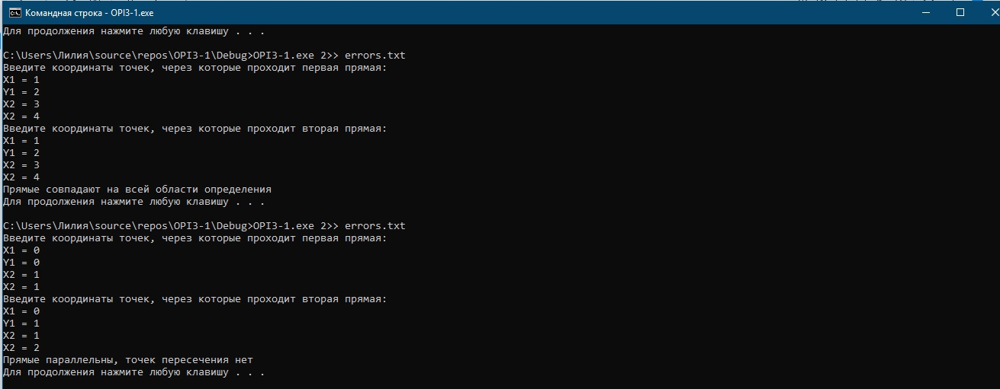 Командная строка - OPI3-1.exe
Для продолжения нажмите любую клавишу . . .
C:\Users\Лилия\source\repos\OPI3-1\Debug>OPI3-1.exe 2>> errors.txt
Введите координаты точек, через которые проходит первая прямая:
X1 = 1
Y1 = 2
X2 = 3
X2 = 4
Введите координаты точек, через которые проходит вторая прямая:
X1 = 1
Y1 = 2
X2 = 3
X2 = 4
Прямые совпадают на всей области определения
Для продолжения нажмите любую клавишу . . .
C:\Users\Лилия\source\repos\OPI3-1\Debug>OPI3-1.exe 2>> errors.txt
Введите координаты точек, через которые проходит первая прямая:
X1 = 0
Y1 = 0
X2 = 1
X2 = 1
Введите координаты точек, через которые проходит вторая прямая:
X1 = 0
Y1 = 1
X2 = 1
X2 = 2
Прямые параллельны, точек пересечения нет
Для продолжения нажмите любую клавишу . . .